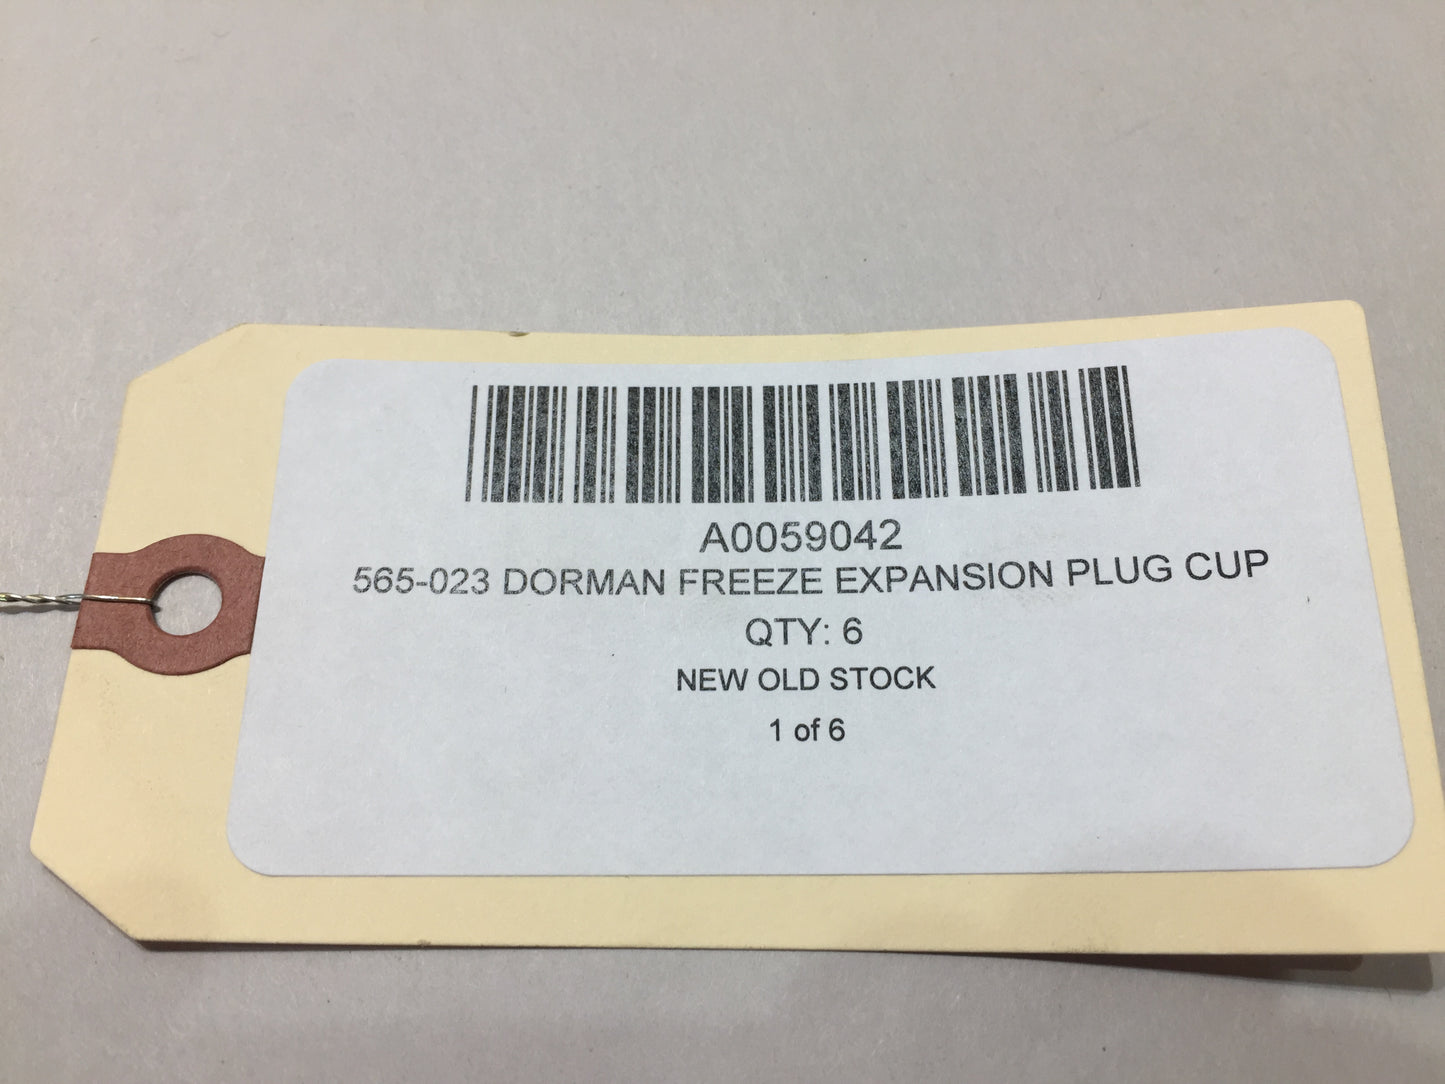 A0059042
565-023 DORMAN FREEZE EXPANSION PLUG CUP
QTY: 6
NEW OLD STOCK
1 of 6